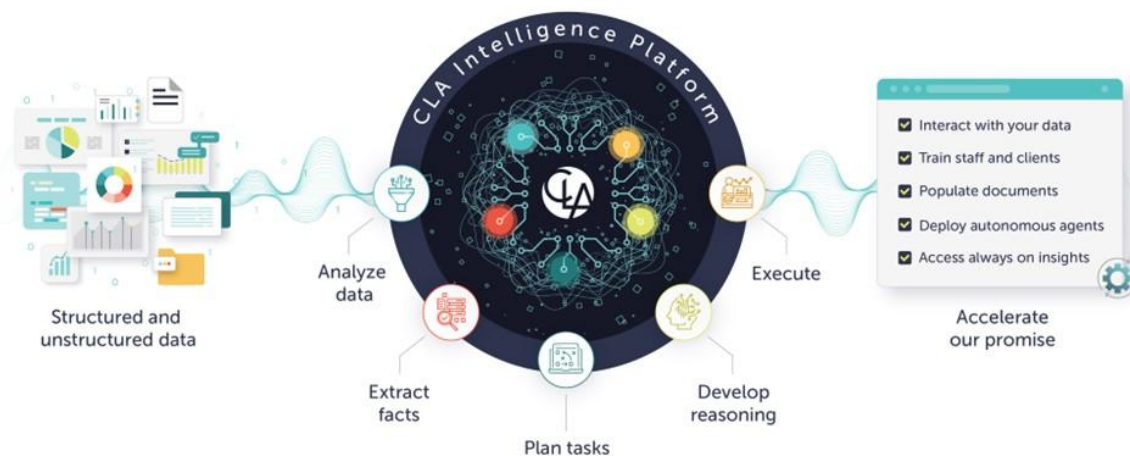 CLA Intelligence Platform
CLA
Structured and
unstructured data
Analyze
data
Extract
facts
Plan tasks
Develop
reasoning
Execute
Interact with your data
Train staff and clients
Populate documents
Deploy autonomous agents
Access always on insights
Accelerate
our promise